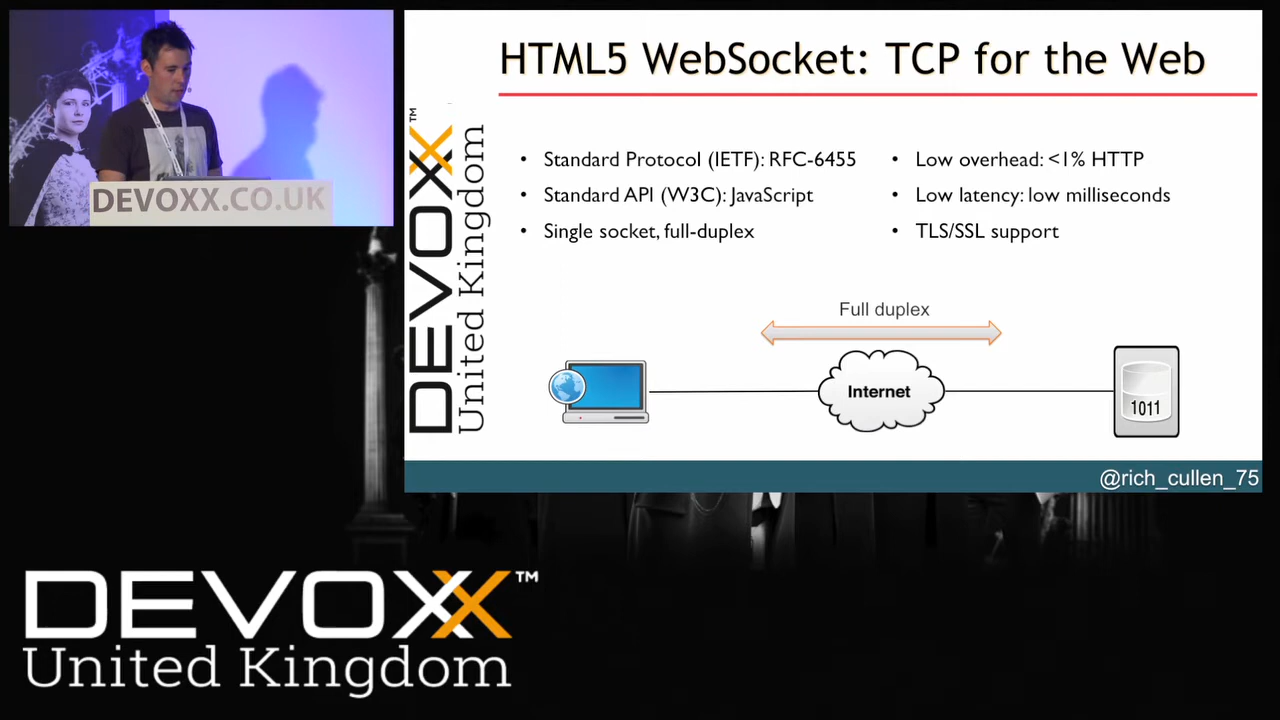 HTML5 WebSocket: TCP for the Web
• Standard Protocol (IETF): RFC-6455
• Standard API (W3C): JavaScript
• Single socket, full-duplex
• Low overhead: <1% HTTP
• Low latency: low milliseconds
• TLS/SSL support
Full duplex
Internet
1011
@rich_cullen_75
DEVOXX™
United Kingdom
DEVOXX.CO.UK
DEVOXX™
United Kingdom